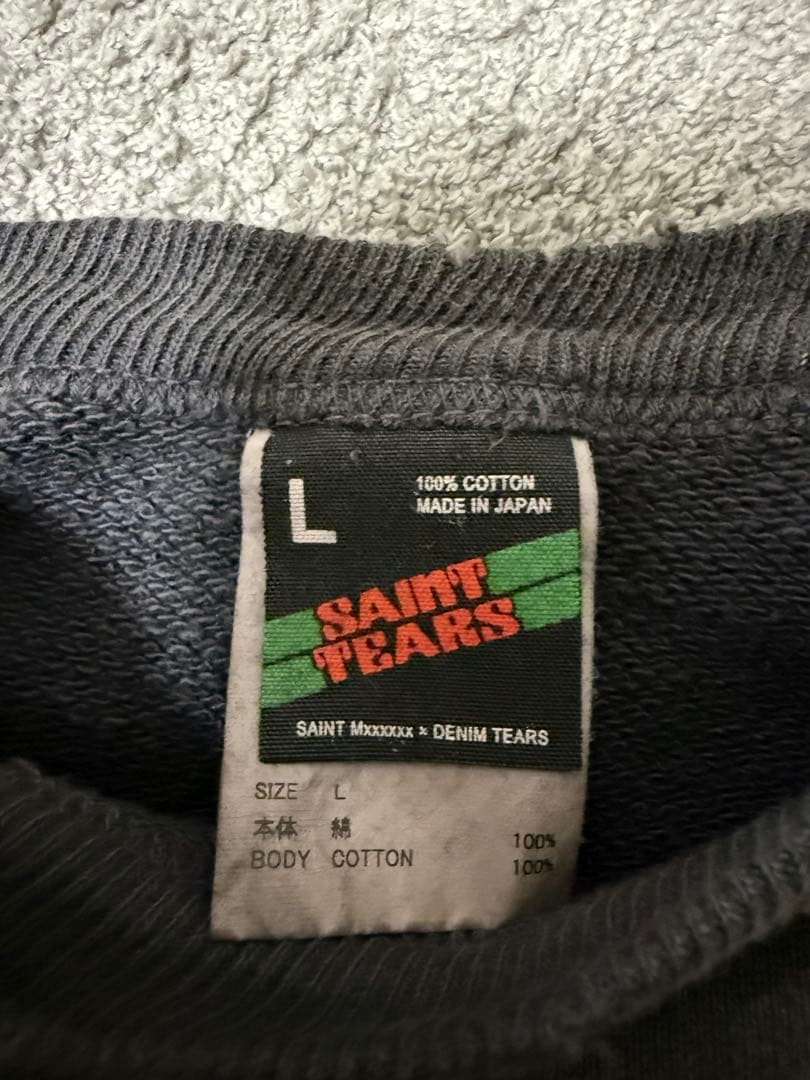 L
100% COTTON
MADE IN JAPAN
SAINT
TEARS
SAINT Mxxxxxx × DENIM TEARS
SIZE L
本体 綿 100%
BODY COTTON 100%